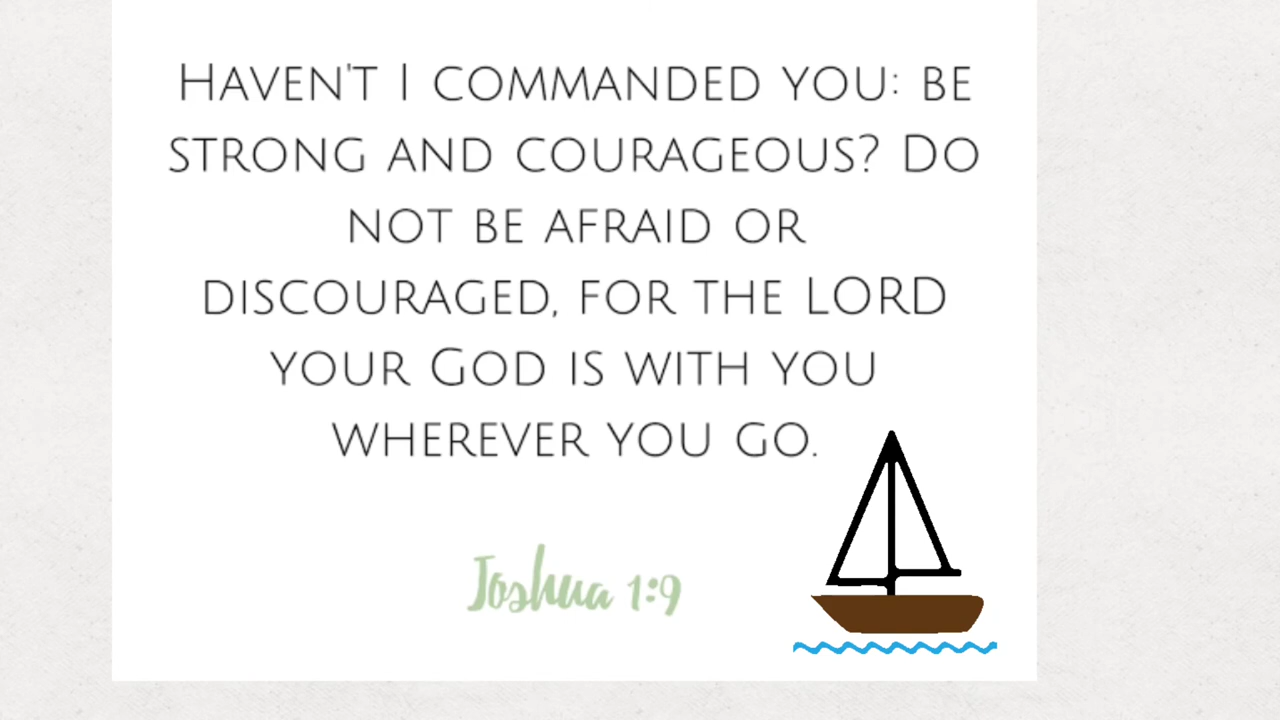 Haven't I commanded you: be
strong and courageous? Do
not be afraid or
discouraged, for the LORD
your God is with you
wherever you go.
Joshua 1:9